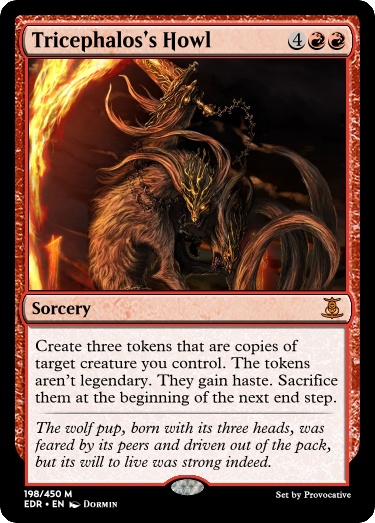 Tricephalos's Howl 4
Sorcery
Create three tokens that are copies of
target creature you control. The tokens
aren't legendary. They gain haste. Sacrifice
them at the beginning of the next end step.
The wolf pup, born with its three heads, was
feared by its peers and driven out of the pack,
but its will to live was strong indeed.
198/450 M
EDR • EN Dormin
Set by Provocative